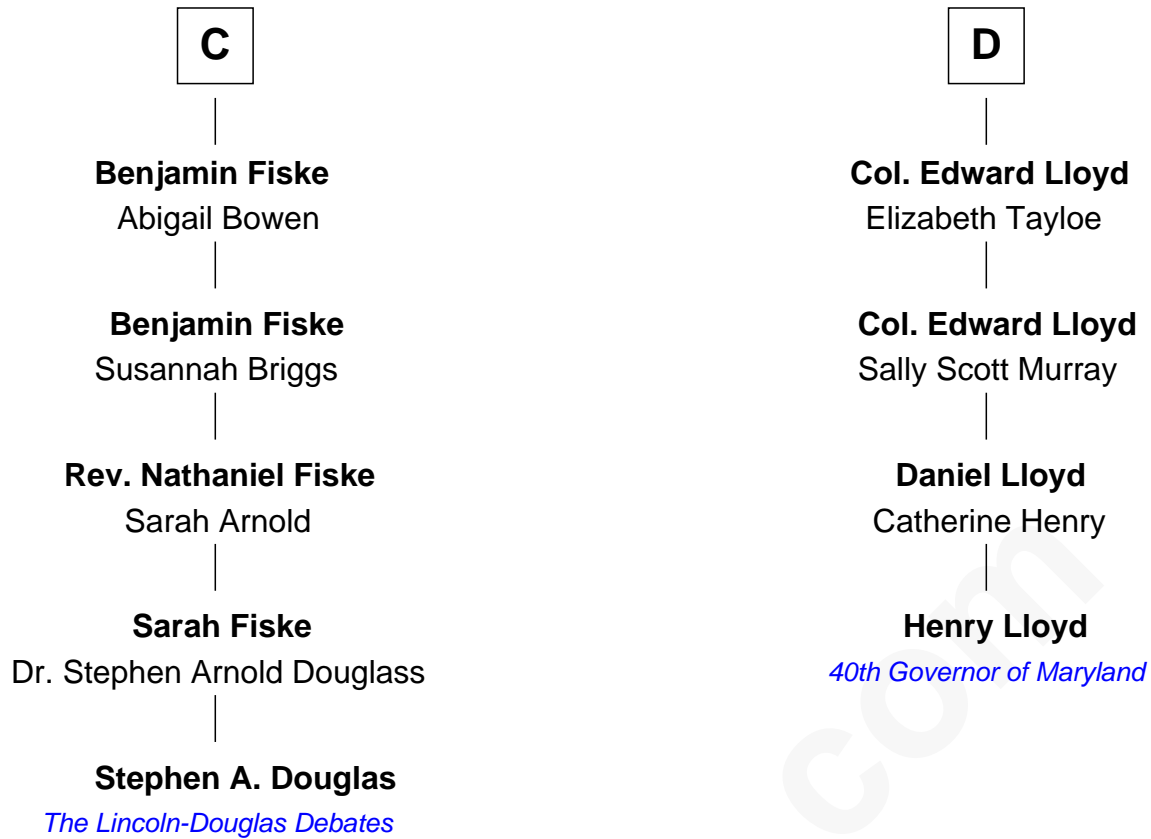 C
Benjamin Fiske
Abigail Bowen
Benjamin Fiske
Susannah Briggs
Rev. Nathaniel Fiske
Sarah Arnold
Sarah Fiske
Dr. Stephen Arnold Douglass
Stephen A. Douglas
The Lincoln-Douglas Debates
D
Col. Edward Lloyd
Elizabeth Tayloe
Col. Edward Lloyd
Sally Scott Murray
Daniel Lloyd
Catherine Henry
Henry Lloyd
40th Governor of Maryland
com